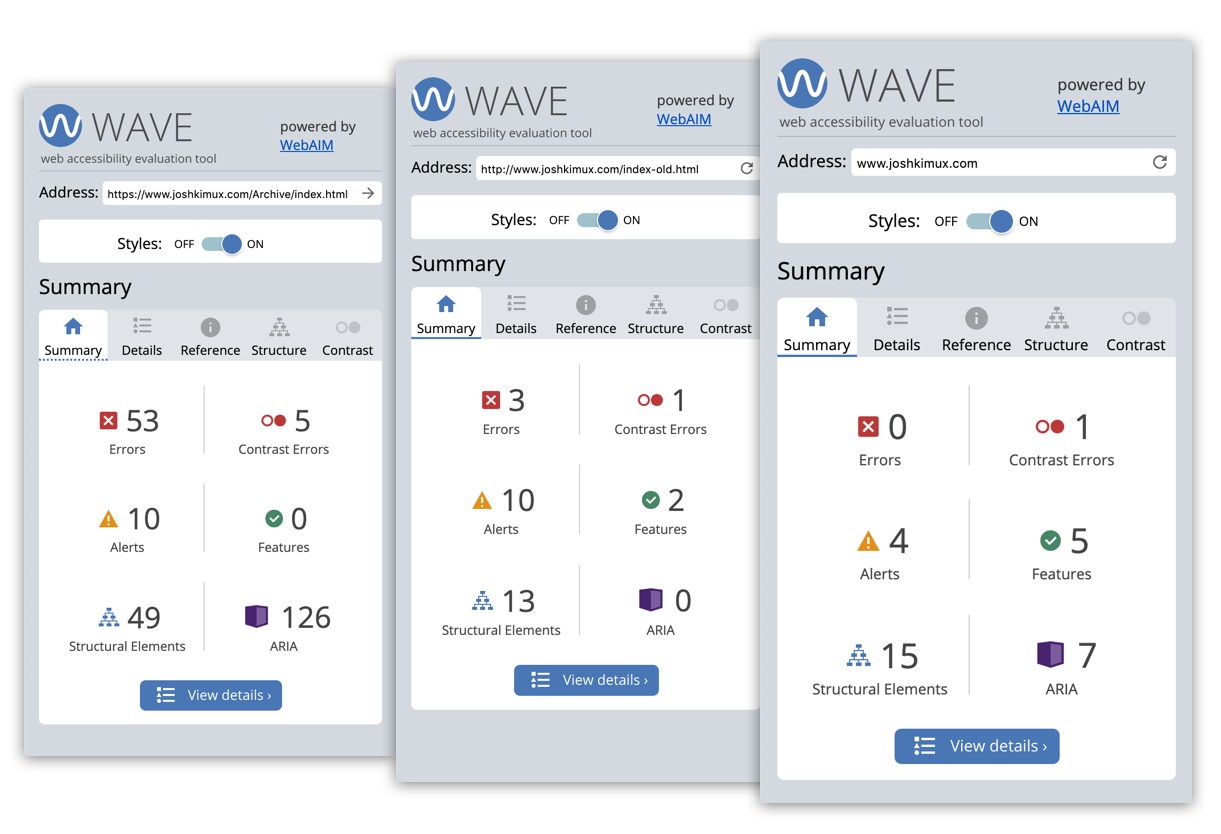 WAVE
web accessibility evaluation tool
powered by
WebAIM
Address: https://www.joshkimux.com/Archive/index.html
Styles: OFF ON
Summary
Summary Details Reference Structure Contrast
53 5
Errors Contrast Errors
10 0
Alerts Features
49 126
Structural Elements ARIA
View details ›
WAVE
web accessibility evaluation tool
powered by
WebAIM
Address: http://www.joshkimux.com/index-old.html
Styles: OFF ON
Summary
Summary Details Reference Structure Contrast
3 1
Errors Contrast Errors
10 2
Alerts Features
13 0
Structural Elements ARIA
View details ›
WAVE
web accessibility evaluation tool
powered by
WebAIM
Address: www.joshkimux.com
Styles: OFF ON
Summary
Summary Details Reference Structure Contrast
0 1
Errors Contrast Errors
4 5
Alerts Features
15 7
Structural Elements ARIA
View details ›